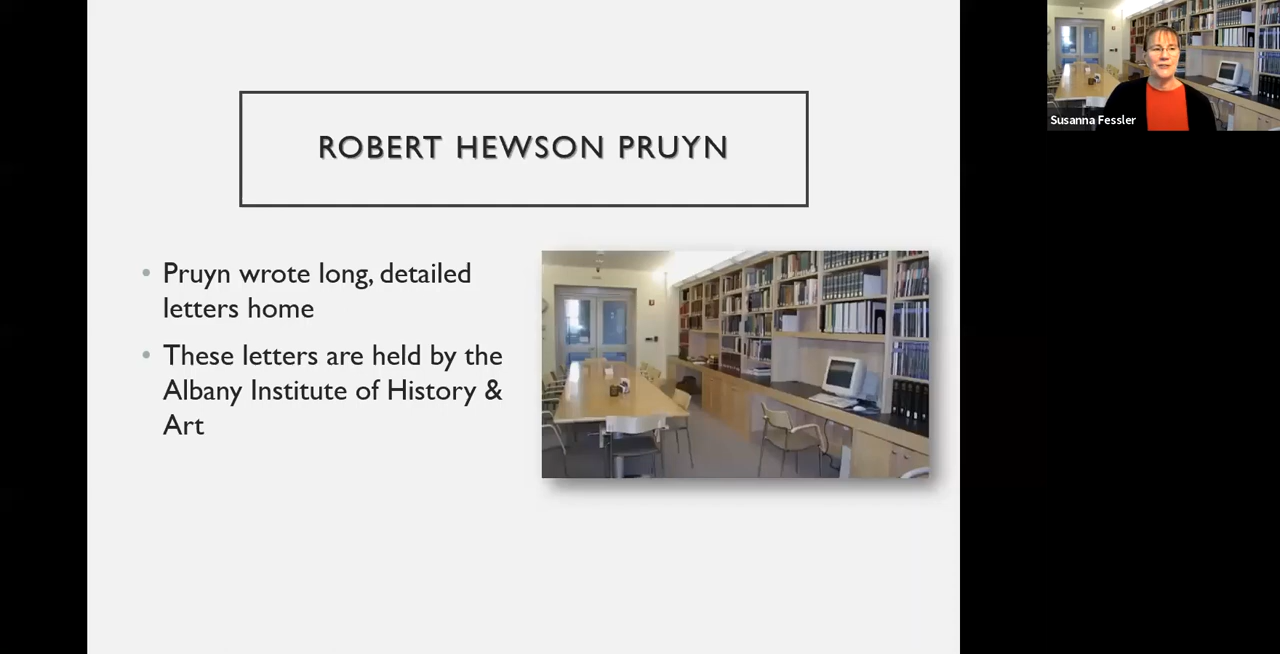 ROBERT HEWSON PRUYN
• Pruyn wrote long, detailed
letters home
• These letters are held by the
Albany Institute of History &
Art
Susanna Fessler